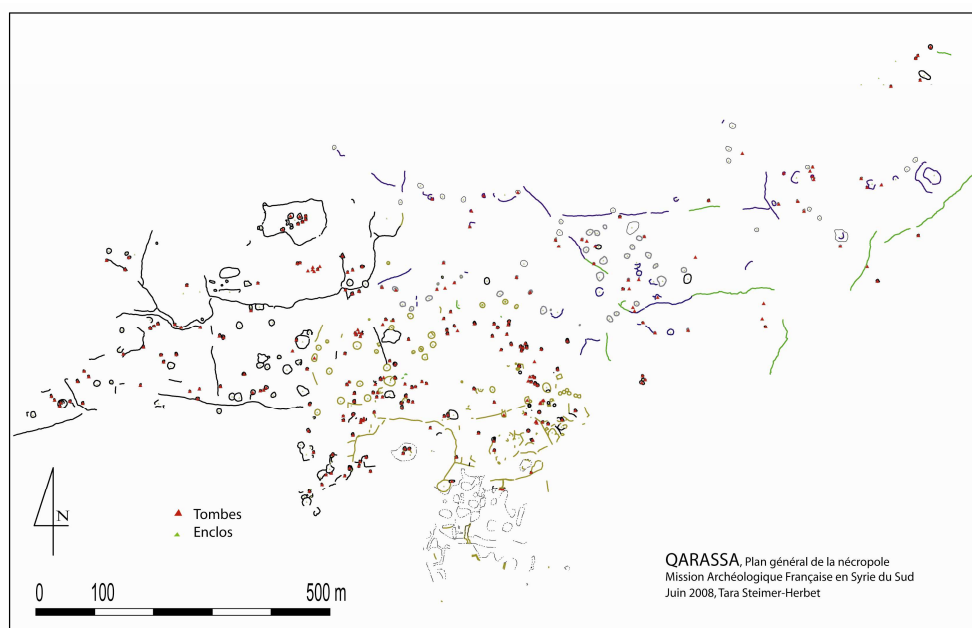 N
Tombes
Enclos
0 100 500 m
QARASSA, Plan général de la nécropole
Mission Archéologique Française en Syrie du Sud
Juin 2008, Tara Steimer-Herbet